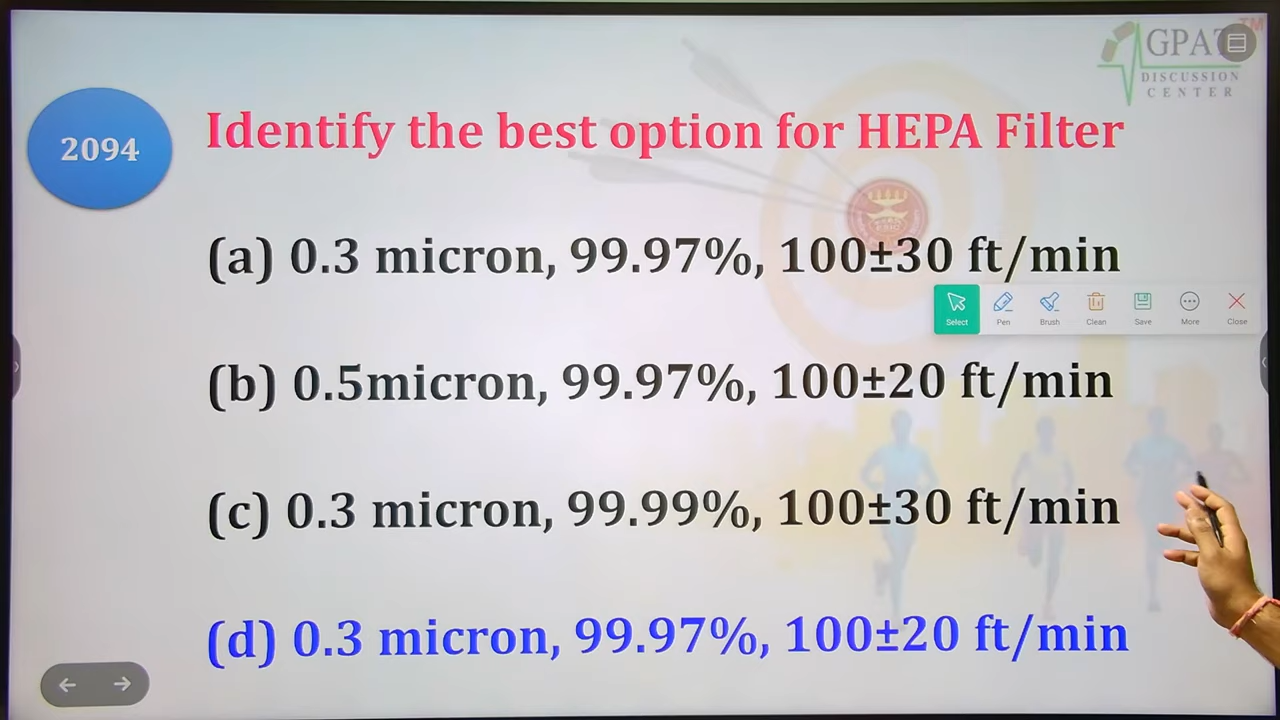 GPAT
TM
DISCUSSION
CENTER
2094
Identify the best option for HEPA Filter
(a) 0.3 micron, 99.97%, 100±30 ft/min
Select
Pen
Brush
Clean
Save
More
Close
(b) 0.5micron, 99.97%, 100±20 ft/min
(c) 0.3 micron, 99.99%, 100±30 ft/min
(d) 0.3 micron, 99.97%, 100±20 ft/min